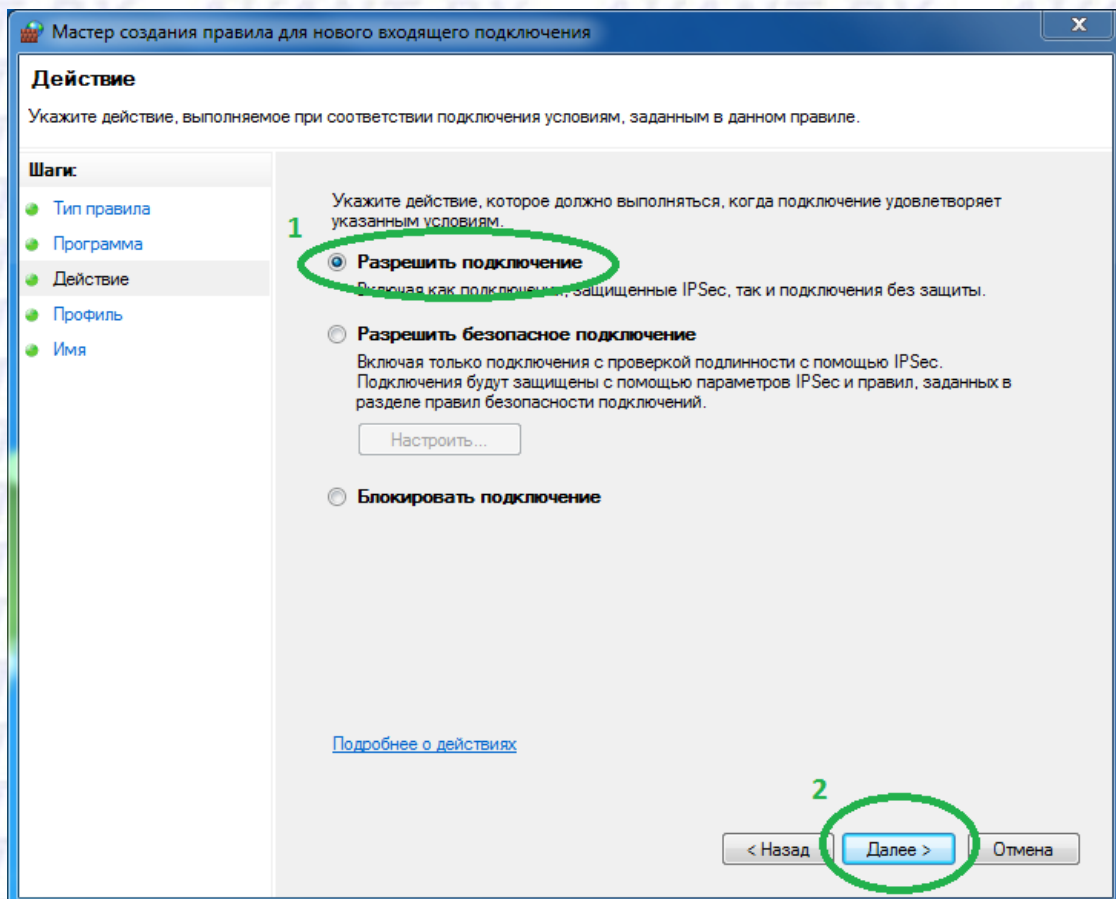 Мастер создания правила для нового входящего подключения
Действие
Укажите действие, выполняемое при соответствии подключения условиям, заданным в данном правиле.
Шаги:
Тип правила
Программа
Действие
Профиль
Имя
Укажите действие, которое должно выполняться, когда подключение удовлетворяет
указанным условиям.
1
Разрешить подключение
Включая как подключения, защищенные IPSec, так и подключения без защиты.
Разрешить безопасное подключение
Включая только подключения с проверкой подлинности с помощью IPSec.
Подключения будут защищены с помощью параметров IPSec и правил, заданных в
разделе правил безопасности подключений.
Настроить...
Блокировать подключение
Подробнее о действиях
2
< Назад
Далее >
Отмена